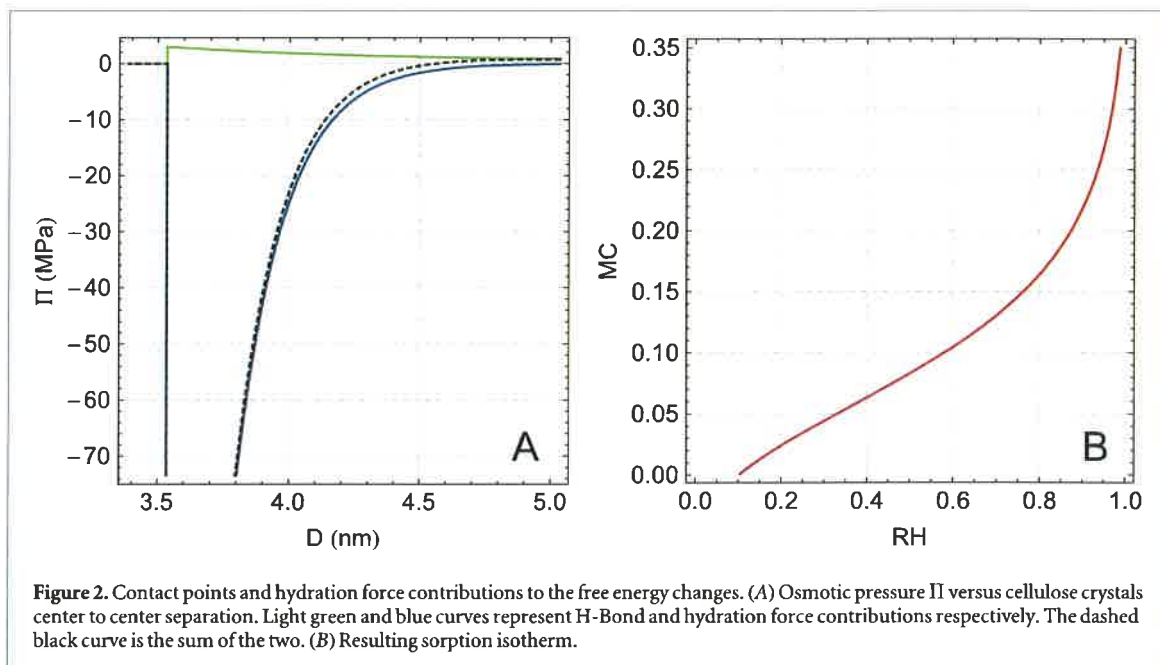 0
−10
−20
−30
−40
−50
−60
−70
Π (MPa)
3.5 4.0 4.5 5.0
D (nm)
A
0.35
0.30
0.25
0.20
0.15
0.10
0.05
0.00
MC
0.0 0.2 0.4 0.6 0.8 1.0
RH
B
Figure 2. Contact points and hydration force contributions to the free energy changes. (A) Osmotic pressure Π versus cellulose crystals
center to center separation. Light green and blue curves represent H-Bond and hydration force contributions respectively. The dashed
black curve is the sum of the two. (B) Resulting sorption isotherm.